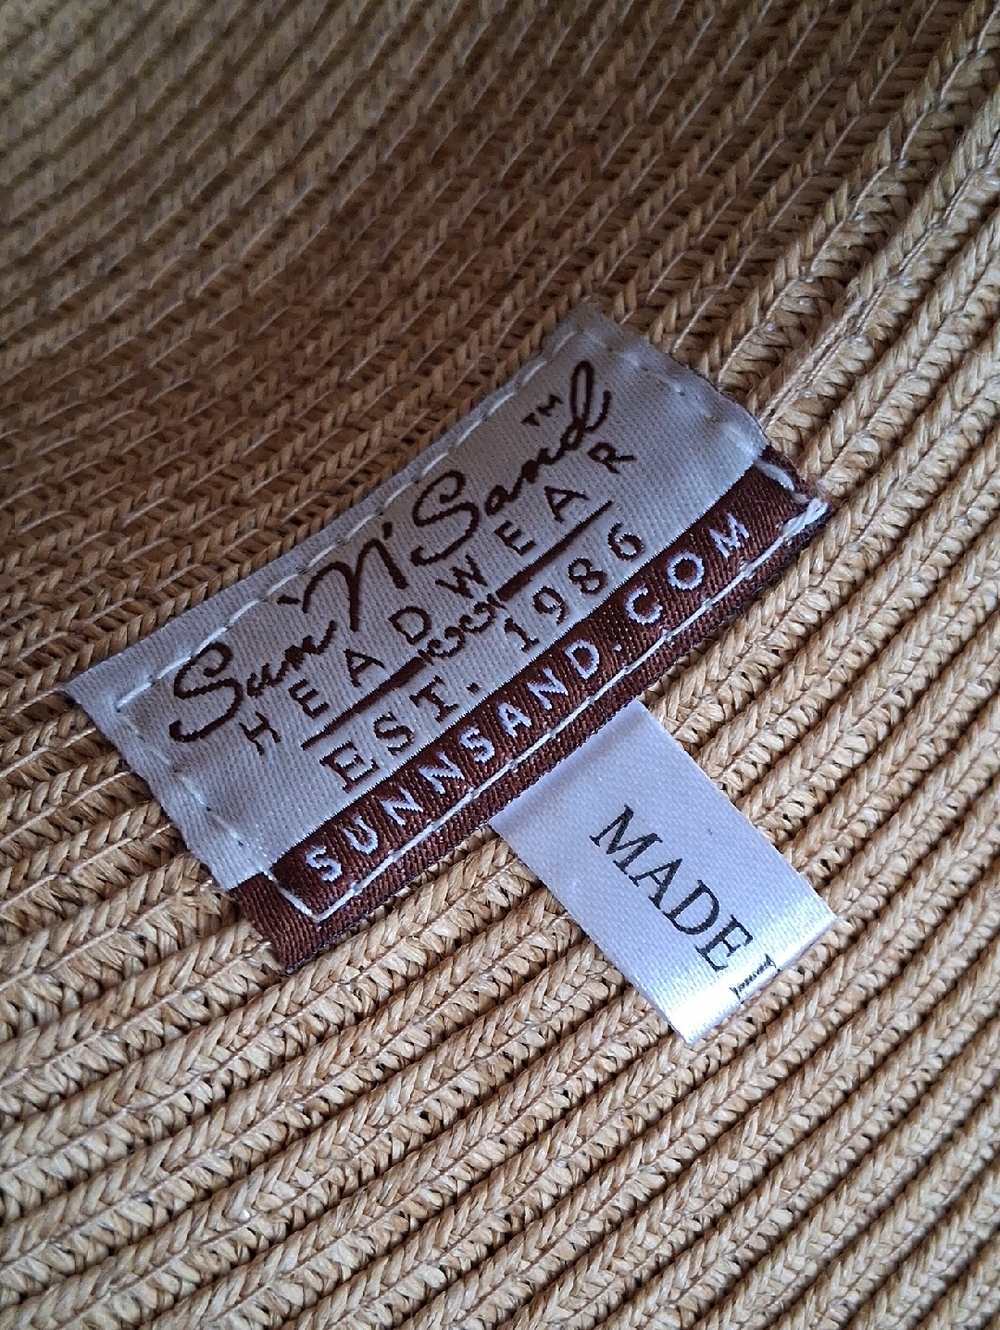 Sun 'N' Sand™
HEADWEAR
EST. 1986
SUNNSAND.COM
MADE